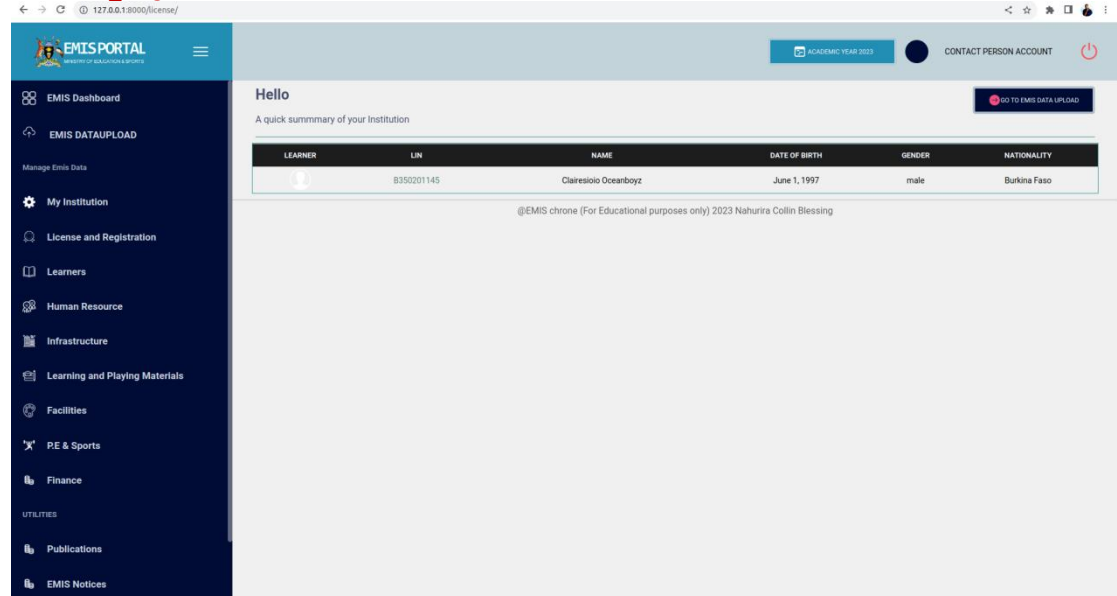 127.0.0.1:8000/license/
EMIS PORTAL
MINISTRY OF EDUCATION & SPORTS
ACADEMIC YEAR 2023
CONTACT PERSON ACCOUNT
EMIS Dashboard
EMIS DATAUPLOAD
Manage Emis Data
My Institution
License and Registration
Learners
Human Resource
Infrastructure
Learning and Playing Materials
Facilities
P.E & Sports
Finance
UTILITIES
Publications
EMIS Notices
Hello
GO TO EMIS DATA UPLOAD
A quick summmary of your Institution
LEARNER LIN NAME DATE OF BIRTH GENDER NATIONALITY
B350201145 Clairesioio Oceanboyz June 1, 1997 male Burkina Faso
@EMIS chrone (For Educational purposes only) 2023 Nahurira Collin Blessing